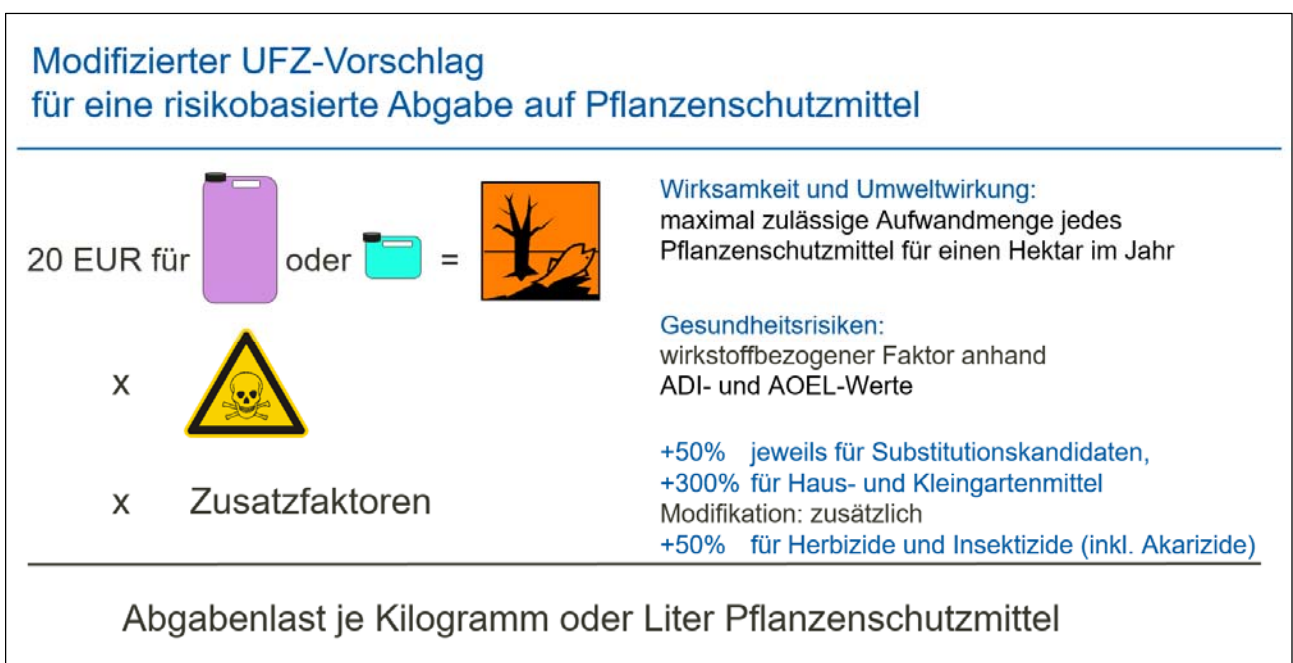 Modifizierter UFZ-Vorschlag
für eine risikobasierte Abgabe auf Pflanzenschutzmittel
20 EUR für oder =
Wirksamkeit und Umweltwirkung:
maximal zulässige Aufwandmenge jedes
Pflanzenschutzmittel für einen Hektar im Jahr
x
Gesundheitsrisiken:
wirkstoffbezogener Faktor anhand
ADI- und AOEL-Werte
x Zusatzfaktoren
+50% jeweils für Substitutionskandidaten,
+300% für Haus- und Kleingartenmittel
Modifikation: zusätzlich
+50% für Herbizide und Insektizide (inkl. Akarizide)
Abgabenlast je Kilogramm oder Liter Pflanzenschutzmittel